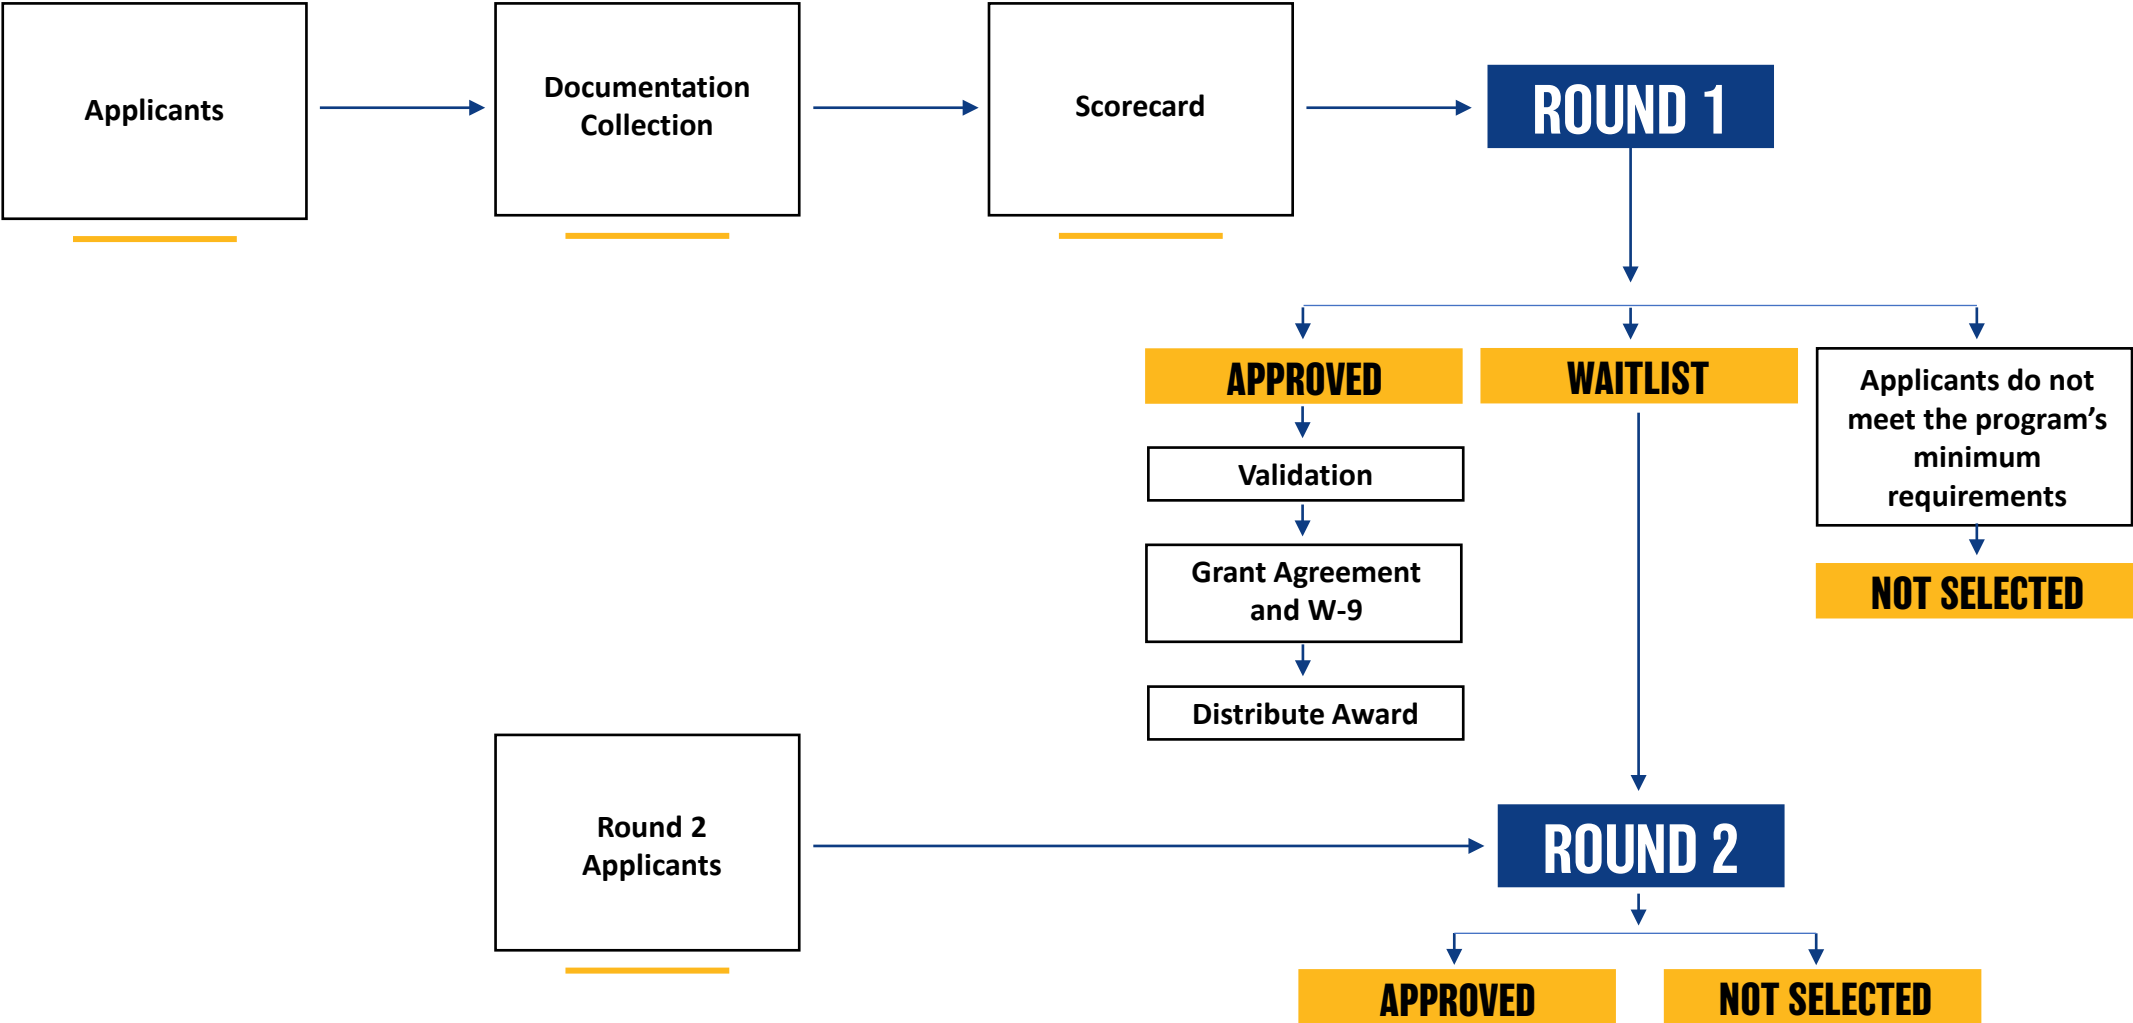 Applicants
Documentation
Collection
Scorecard
ROUND 1
APPROVED
WAITLIST
Applicants do not
meet the program’s
minimum
requirements
Validation
Grant Agreement
and W-9
NOT SELECTED
Distribute Award
Round 2
Applicants
ROUND 2
APPROVED
NOT SELECTED